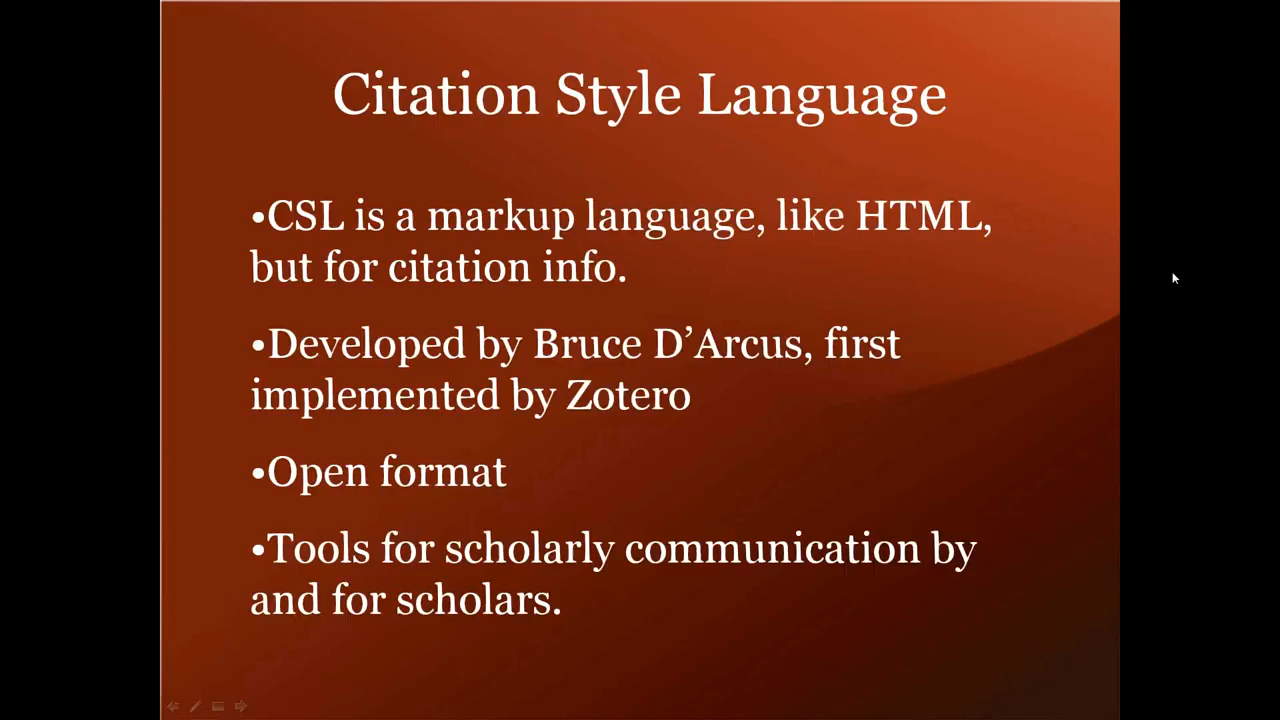 Citation Style Language
•CSL is a markup language, like HTML,
but for citation info.
•Developed by Bruce D’Arcus, first
implemented by Zotero
•Open format
•Tools for scholarly communication by
and for scholars.